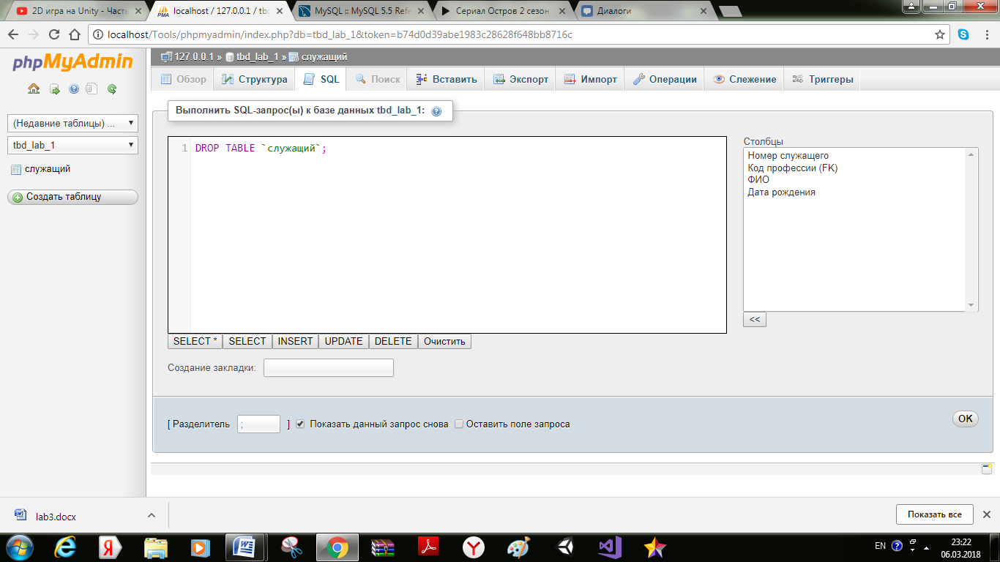 2D игра на Unity - Часть
localhost / 127.0.0.1 / tbd
MySQL :: MySQL 5.5 Refe
Сериал Остров 2 сезон
Диалоги
localhost/Tools/phpmyadmin/index.php?db=tbd_lab_1&token=b74d0d39abe1983c28628f648bb8716c
phpMyAdmin
(Недавние таблицы) ...
tbd_lab_1
служащий
Создать таблицу
127.0.0.1 » tbd_lab_1 » служащий
Обзор Структура SQL Поиск Вставить Экспорт Импорт Операции Слежение Триггеры
Выполнить SQL-запрос(ы) к базе данных tbd_lab_1:
1 DROP TABLE `служащий`;
Столбцы
Номер служащего
Код профессии (FK)
ФИО
Дата рождения
<<
SELECT * SELECT INSERT UPDATE DELETE Очистить
Создание закладки:
[ Разделитель ; ] Показать данный запрос снова Оставить поле запроса
OK
lab3.docx
Показать все
EN
23:22
06.03.2018